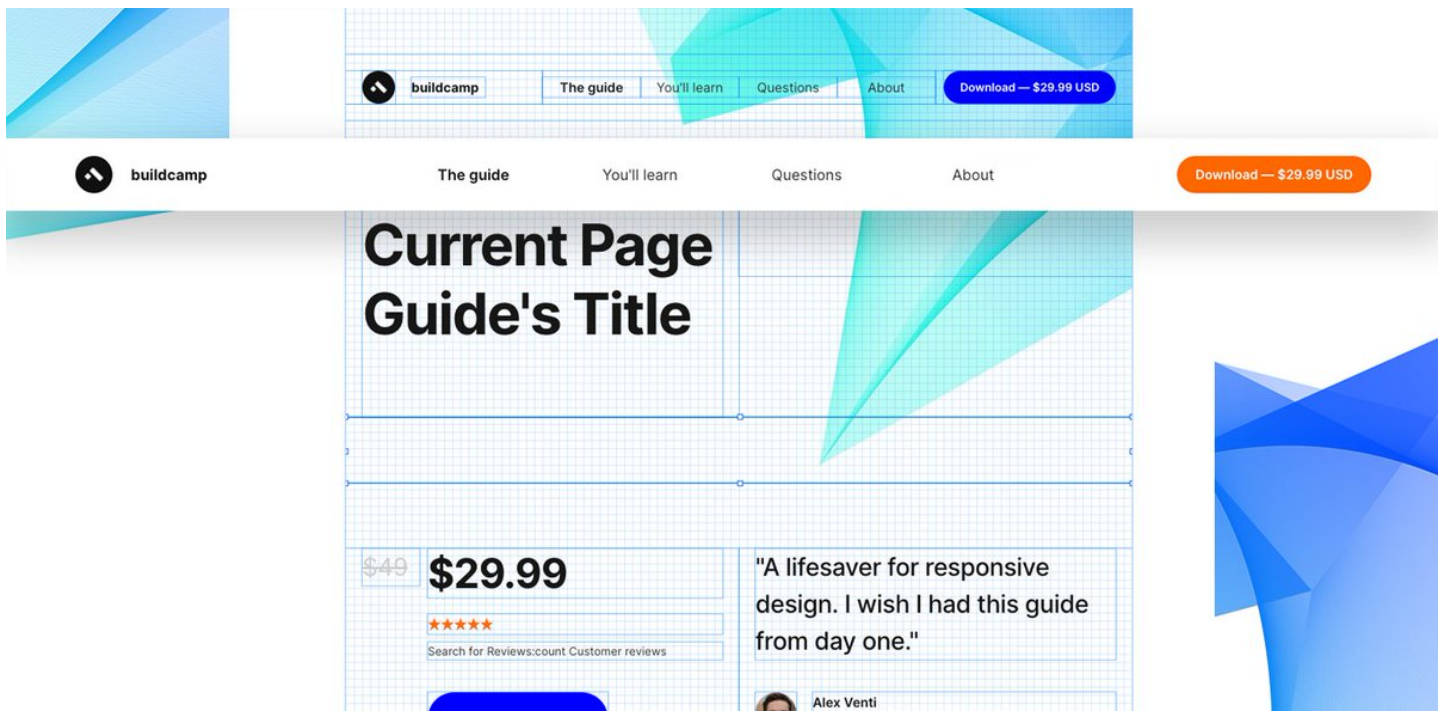 buildcamp
The guide
You'll learn
Questions
About
Download — $29.99 USD
buildcamp
The guide
You'll learn
Questions
About
Download — $29.99 USD
Current Page
Guide's Title
$49
$29.99
★★★★★
Search for Reviews:count Customer reviews
"A lifesaver for responsive
design. I wish I had this guide
from day one."
Alex Venti